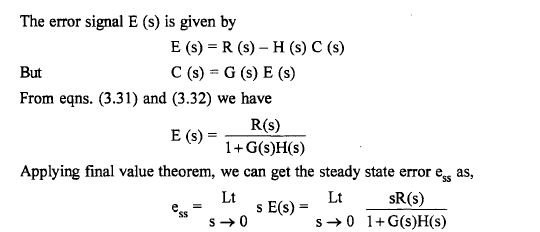 The error signal E (s) is given by
E (s) = R (s) – H (s) C (s)
But C (s) = G (s) E (s)
From eqns. (3.31) and (3.32) we have
E (s) = R(s) / 1+G(s)H(s)
Applying final value theorem, we can get the steady state error e_ss as,
e_ss = Lt s→0 s E(s) = Lt s→0 sR(s) / 1+G(s)H(s)